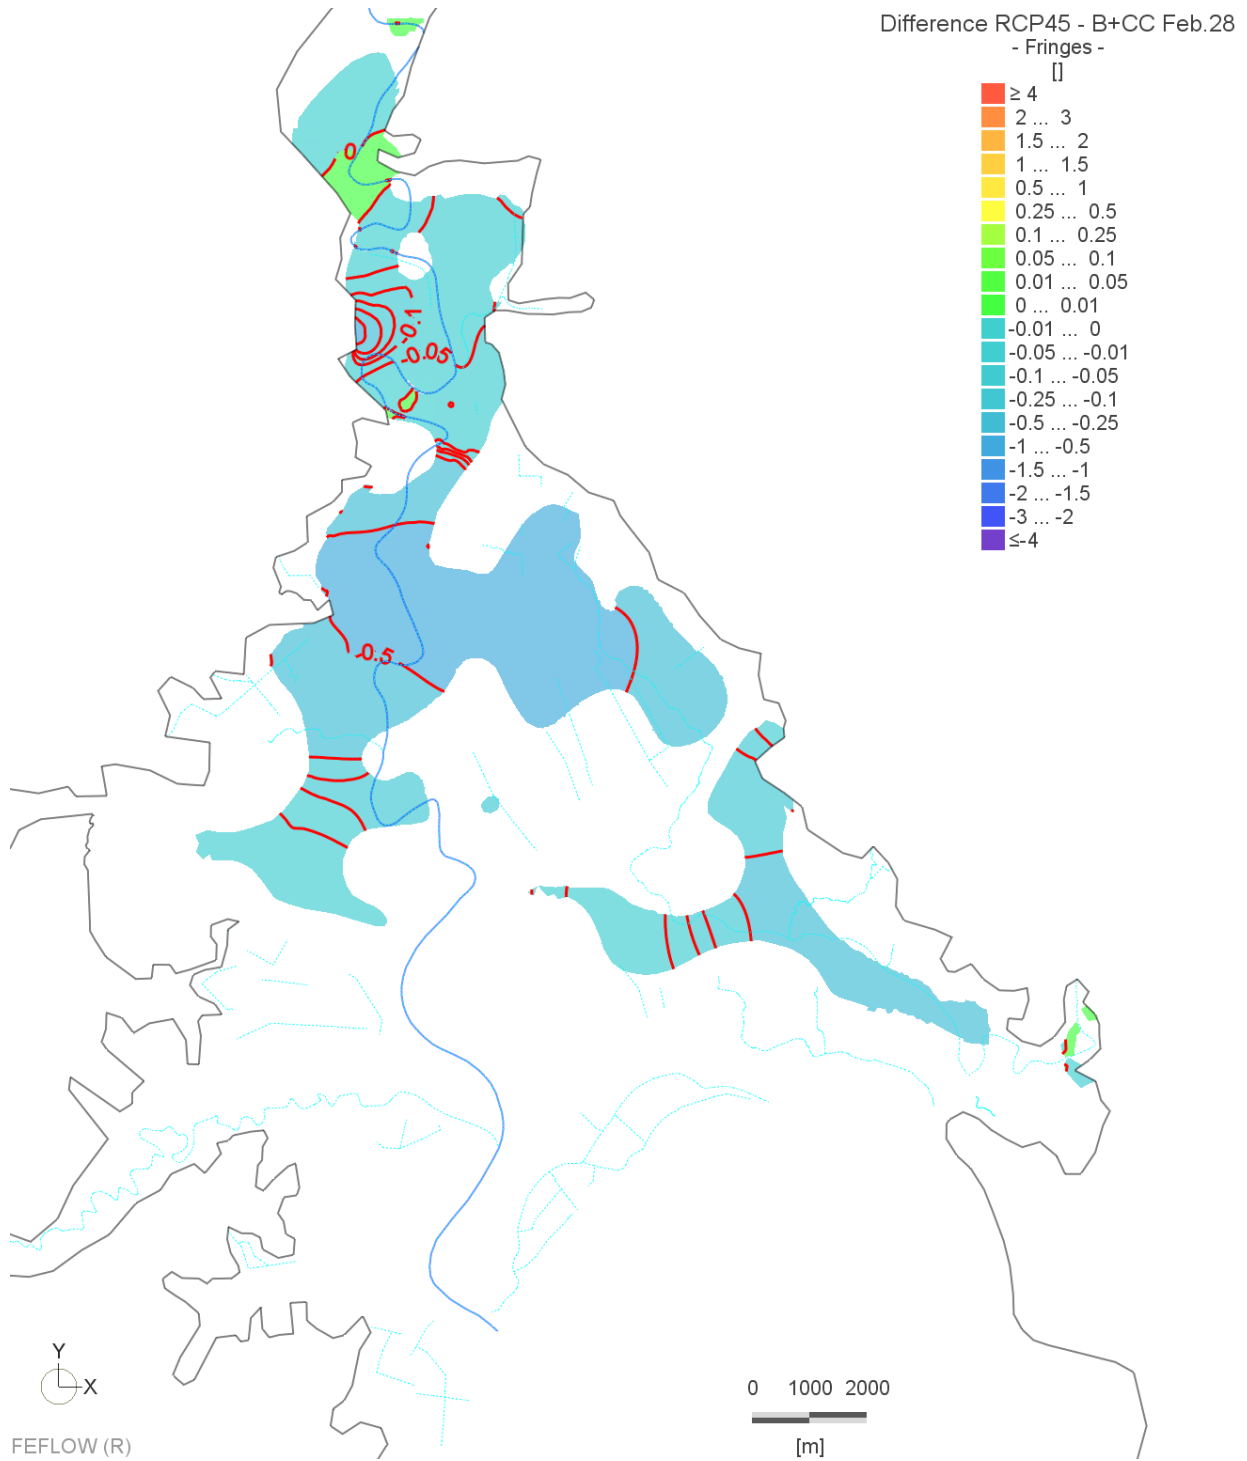 Difference RCP45 - B+CC Feb.28
- Fringes -
[]
≥ 4
2 ... 3
1.5 ... 2
1 ... 1.5
0.5 ... 1
0.25 ... 0.5
0.1 ... 0.25
0.05 ... 0.1
0.01 ... 0.05
0 ... 0.01
-0.01 ... 0
-0.05 ... -0.01
-0.1 ... -0.05
-0.25 ... -0.1
-0.5 ... -0.25
-1 ... -0.5
-1.5 ... -1
-2 ... -1.5
-3 ... -2
≤-4
0
-0.1
-0.05
-0.5
Y
X
0 1000 2000
[m]
FEFLOW (R)